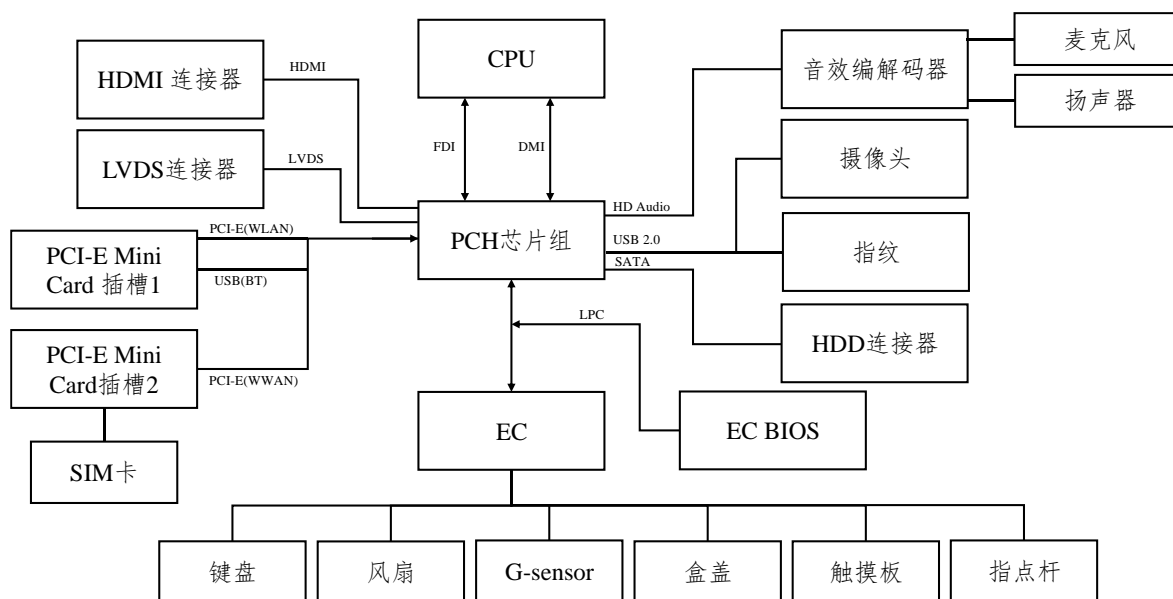 HDMI 连接器
HDMI
CPU
音效编解码器
麦克风
扬声器
LVDS连接器
LVDS
FDI
DMI
摄像头
PCI-E Mini
Card 插槽1
PCI-E(WLAN)
USB(BT)
PCH芯片组
HD Audio
USB 2.0
SATA
指纹
PCI-E Mini
Card插槽2
PCI-E(WWAN)
LPC
HDD连接器
SIM卡
EC
EC BIOS
键盘
风扇
G-sensor
盒盖
触摸板
指点杆